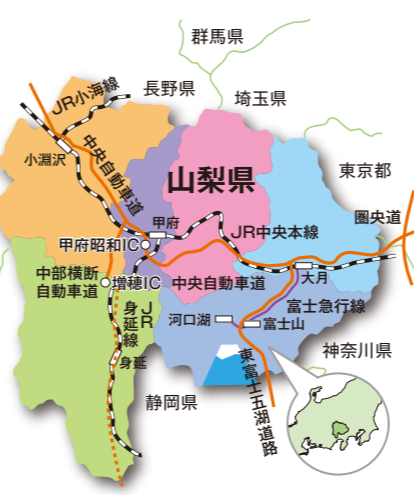 群馬県
長野県
埼玉県
JR小海線
小淵沢
中央自動車道
山梨県
東京都
圏央道
甲府
甲府昭和IC
JR中央本線
中部横断
自動車道
増穂IC
中央自動車道
大月
富士急行線
JR
身延線
河口湖
富士山
身延
神奈川県
静岡県
東富士五湖道路